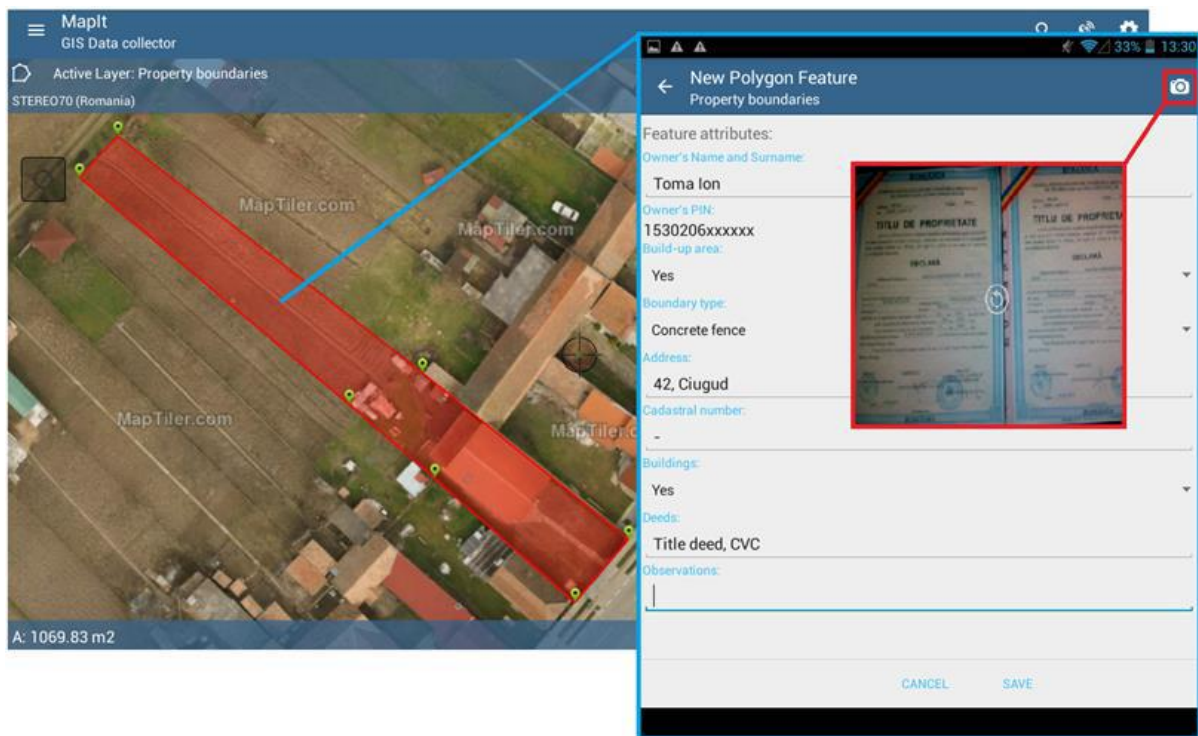 MapIt
GIS Data collector
Active Layer: Property boundaries
STEREO70 (Romania)
MapTiler.com
MapTiler.com
MapTiler.com
MapTiler.c
A: 1069.83 m2
33% 13:30
New Polygon Feature
Property boundaries
Feature attributes:
Owner's Name and Surname:
Toma Ion
Owner's PIN:
1530206xxxxxx
Build-up area:
Yes
Boundary type:
Concrete fence
Address:
42, Ciugud
Cadastral number:
-
Buildings:
Yes
Deeds:
Title deed, CVC
Observations:
CANCEL SAVE
TITLU DE PROPRIETATE
DECLARĂ
TITLU DE PROPRIETA
DECLARĂ